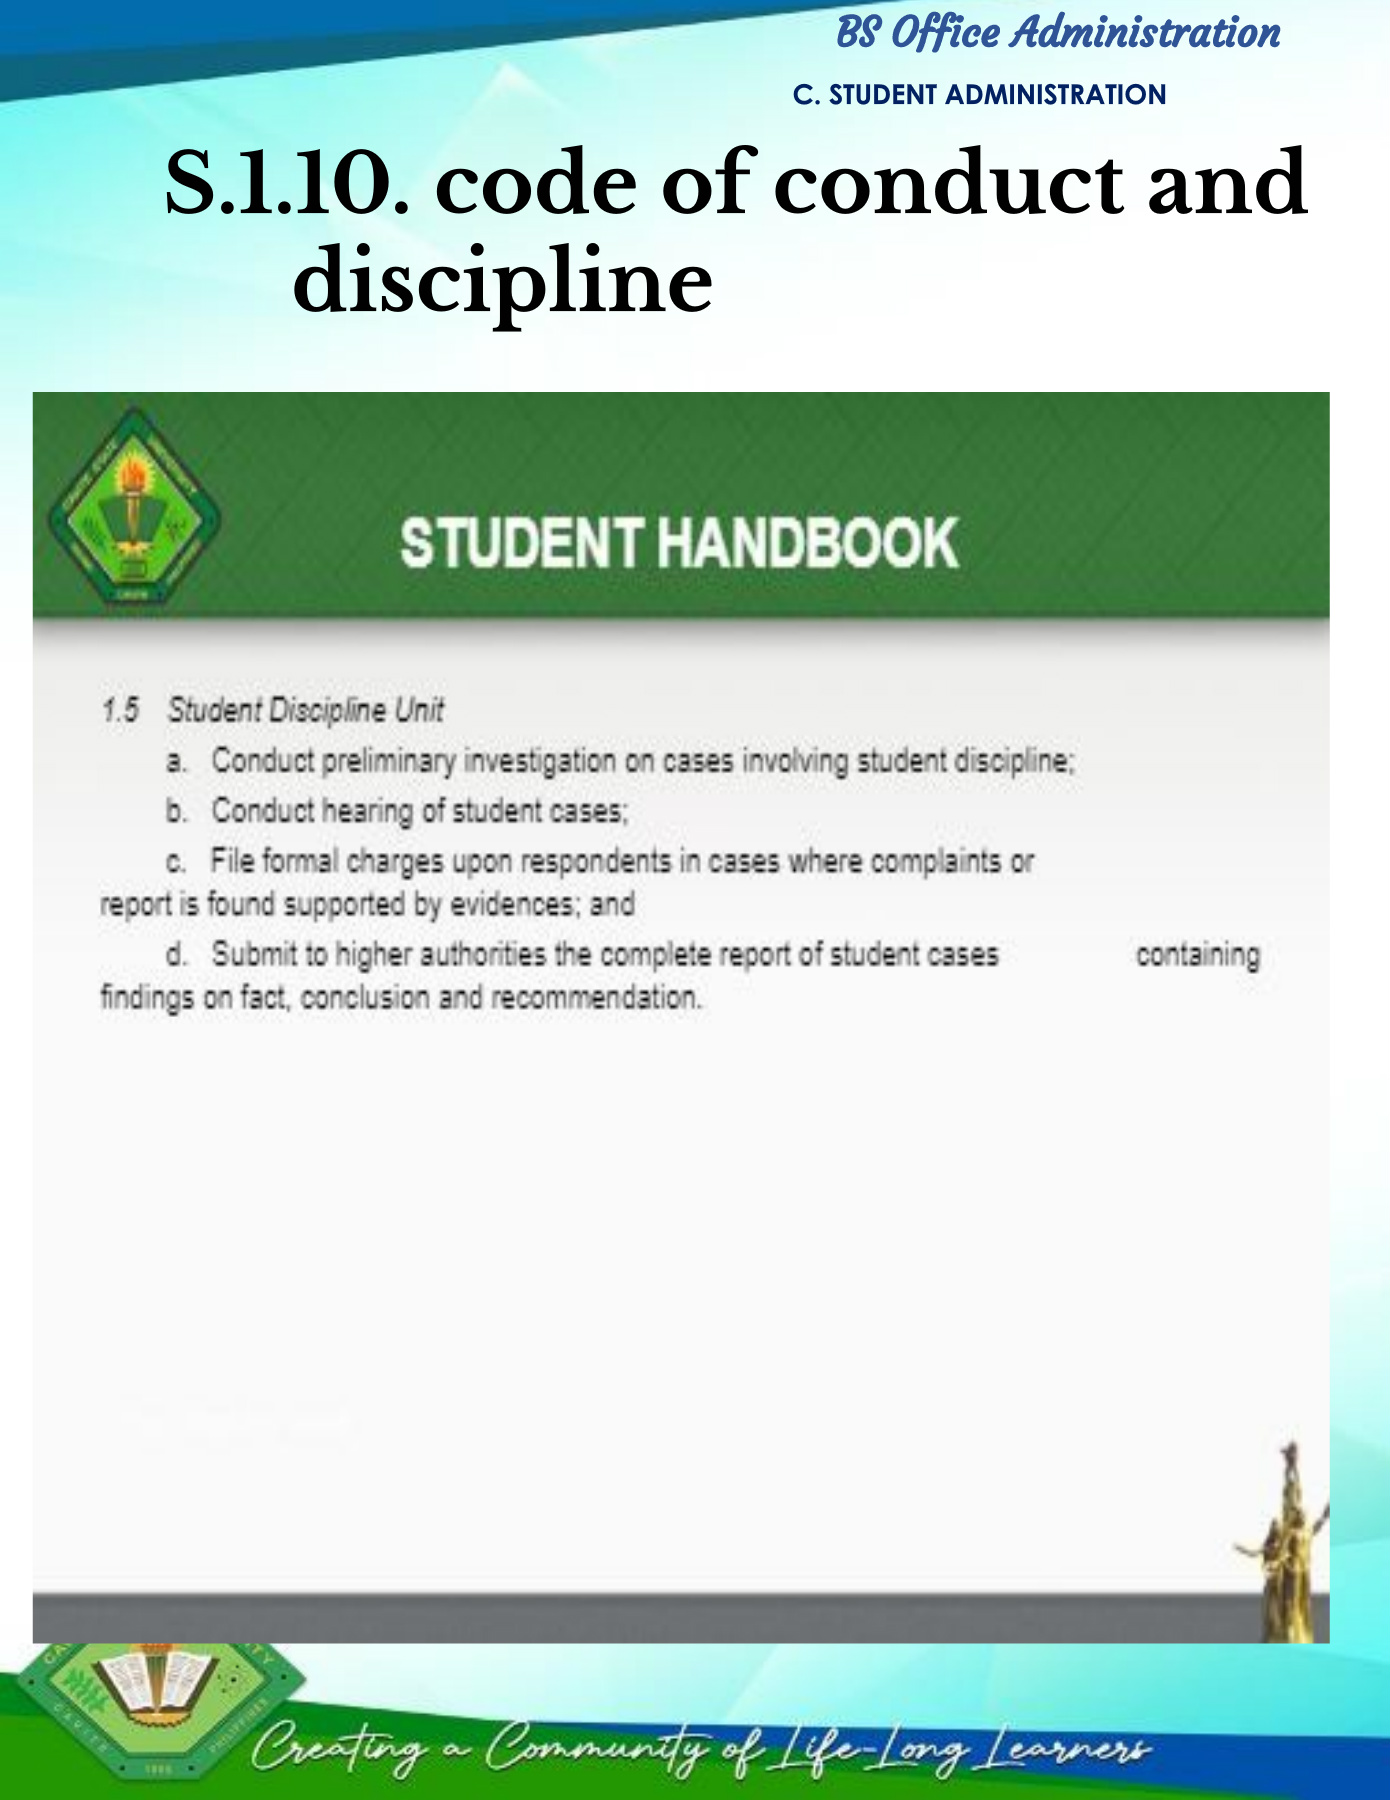 BS Office Administration
C. STUDENT ADMINISTRATION
S.1.10. code of conduct and
discipline
STUDENT HANDBOOK
1.5 Student Discipline Unit
a. Conduct preliminary investigation on cases involving student discipline;
b. Conduct hearing of student cases;
c. File formal charges upon respondents in cases where complaints or
report is found supported by evidences; and
d. Submit to higher authorities the complete report of student cases containing
findings on fact, conclusion and recommendation.
CAVITE
1906
PHILIPPINES
Creating a Community of Life-Long Learners